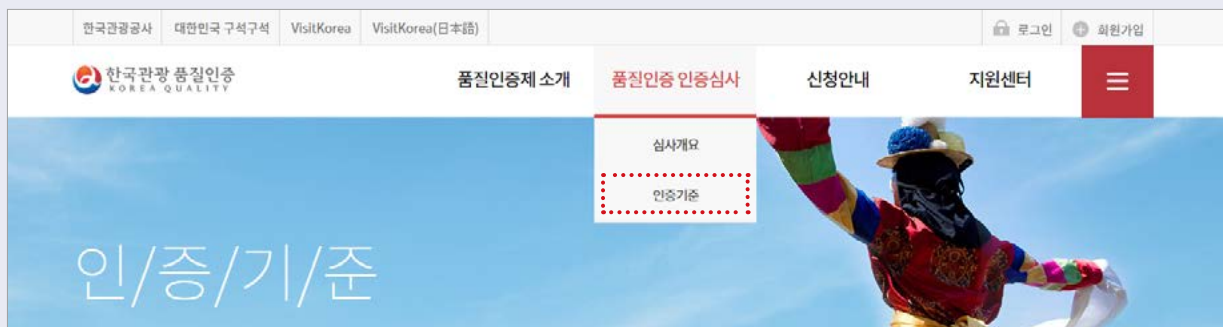 한국관광공사 대한민국 구석구석 VisitKorea VisitKorea(日本語) 로그인 회원가입
한국관광 품질인증
KOREA QUALITY
품질인증제 소개 품질인증 인증심사 신청안내 지원센터
심사개요
인증기준
인/증/기/준